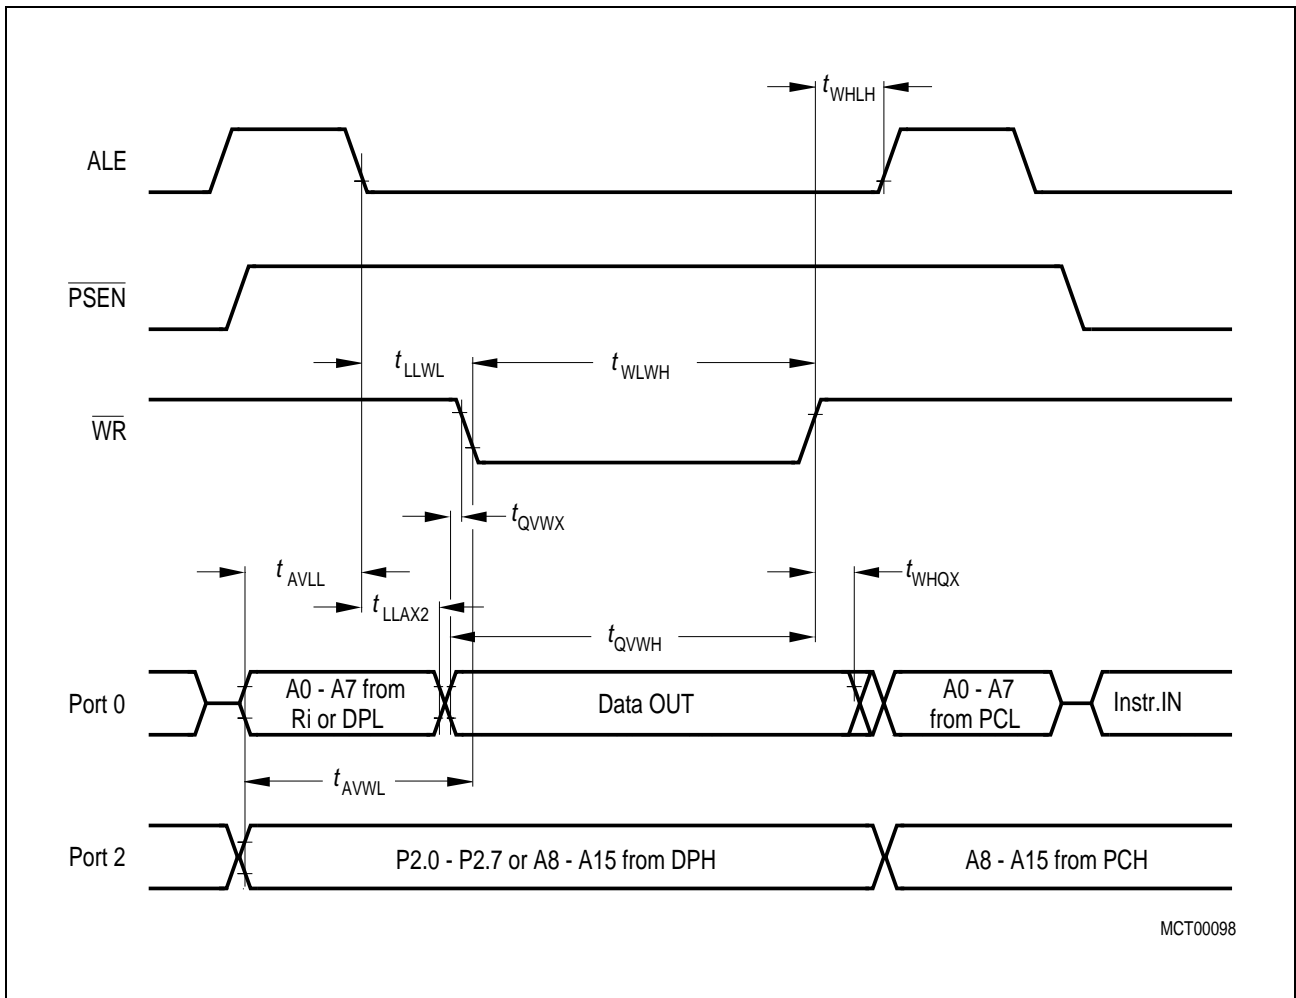 tWHLH
ALE
PSEN
tLLWL
tWLWH
WR
tQVWX
tAVLL
tWHQX
tLLAX2
tQVWH
Port 0
A0 - A7 from
Ri or DPL
Data OUT
A0 - A7
from PCL
Instr.IN
tAVWL
Port 2
P2.0 - P2.7 or A8 - A15 from DPH
A8 - A15 from PCH
MCT00098